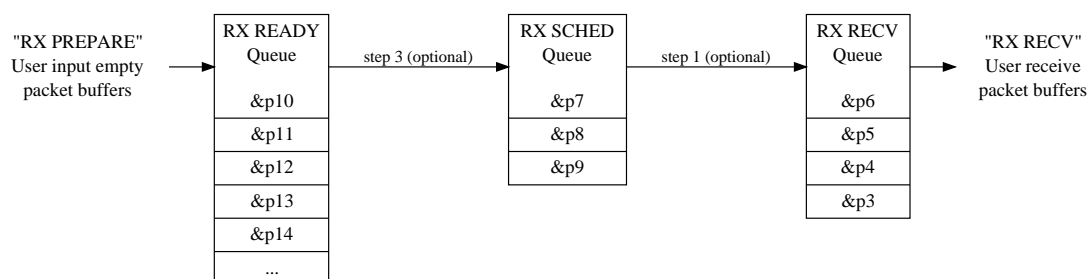 "RX PREPARE"
User input empty
packet buffers
RX READY
Queue
&p10
&p11
&p12
&p13
&p14
...
step 3 (optional)
RX SCHED
Queue
&p7
&p8
&p9
step 1 (optional)
RX RECV
Queue
&p6
&p5
&p4
&p3
"RX RECV"
User receive
packet buffers